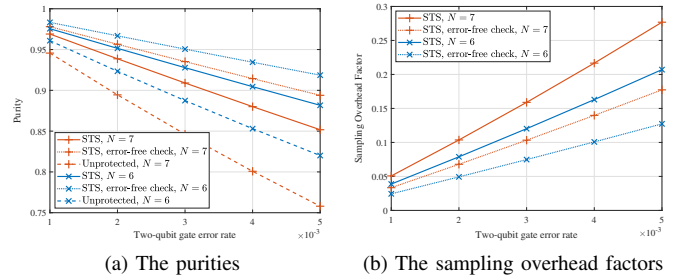 1
0.95
0.9
0.85
0.8
0.75
Purity
STS, N = 7
STS, error-free check, N = 7
Unprotected, N = 7
STS, N = 6
STS, error-free check, N = 6
Unprotected, N = 6
1 2 3 4 5
Two-qubit gate error rate ×10⁻³
(a) The purities
0.3
0.25
0.2
0.15
0.1
0.05
0
Sampling Overhead Factor
STS, N = 7
STS, error-free check, N = 7
STS, N = 6
STS, error-free check, N = 6
1 2 3 4 5
Two-qubit gate error rate ×10⁻³
(b) The sampling overhead factors